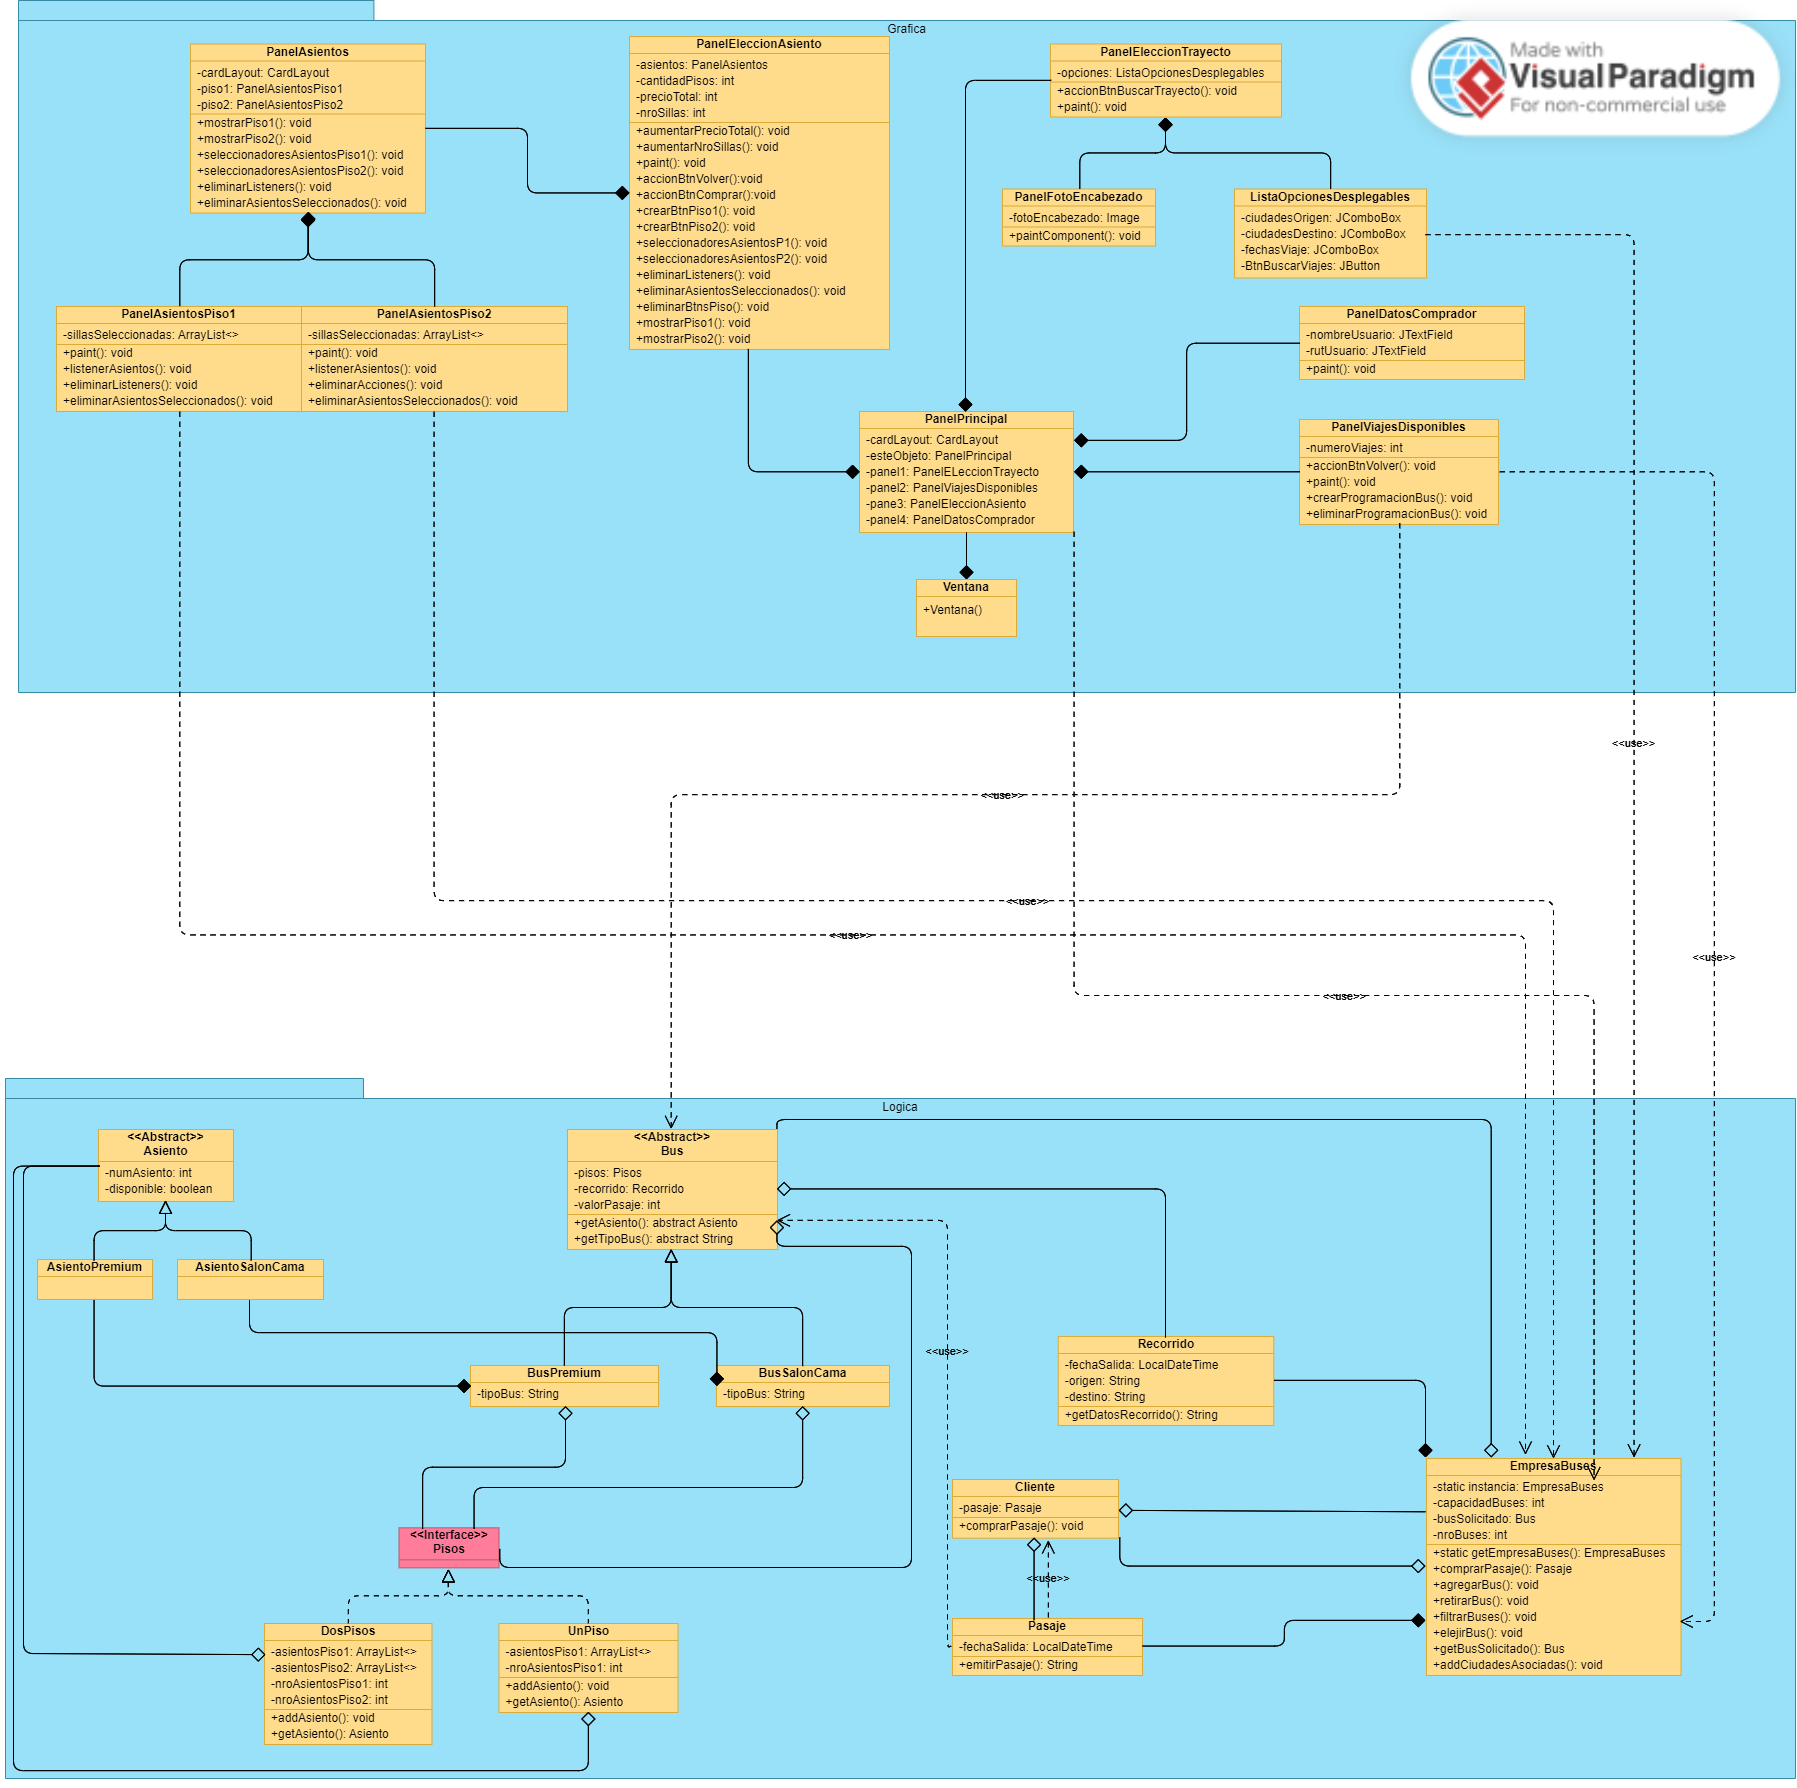 Grafica
Made with
Visual Paradigm
For non-commercial use
PanelAsientos
-cardLayout: CardLayout
-piso1: PanelAsientosPiso1
-piso2: PanelAsientosPiso2
+mostrarPiso1(): void
+mostrarPiso2(): void
+seleccionadoresAsientosPiso1(): void
+seleccionadoresAsientosPiso2(): void
+eliminarListeners(): void
+eliminarAsientosSeleccionados(): void
PanelEleccionAsiento
-asientos: PanelAsientos
-cantidadPisos: int
-precioTotal: int
-nroSillas: int
+aumentarPrecioTotal(): void
+aumentarNroSillas(): void
+paint(): void
+accionBtnVolver():void
+accionBtnComprar():void
+crearBtnPiso1(): void
+crearBtnPiso2(): void
+seleccionadoresAsientosP1(): void
+seleccionadoresAsientosP2(): void
+eliminarListeners(): void
+eliminarAsientosSeleccionados(): void
+eliminarBtnsPiso(): void
+mostrarPiso1(): void
+mostrarPiso2(): void
PanelEleccionTrayecto
-opciones: ListaOpcionesDesplegables
+accionBtnBuscarTrayecto(): void
+paint(): void
PanelFotoEncabezado
-fotoEncabezado: Image
+paintComponent(): void
ListaOpcionesDesplegables
-ciudadesOrigen: JComboBox
-ciudadesDestino: JComboBox
-fechasViaje: JComboBox
-BtnBuscarViajes: JButton
PanelAsientosPiso1
-sillasSeleccionadas: ArrayList<>
+paint(): void
+listenerAsientos(): void
+eliminarListeners(): void
+eliminarAsientosSeleccionados(): void
PanelAsientosPiso2
-sillasSeleccionadas: ArrayList<>
+paint(): void
+listenerAsientos(): void
+eliminarAcciones(): void
+eliminarAsientosSeleccionados(): void
PanelDatosComprador
-nombreUsuario: JTextField
-rutUsuario: JTextField
+paint(): void
PanelPrincipal
-cardLayout: CardLayout
-esteObjeto: PanelPrincipal
-panel1: PanelELeccionTrayecto
-panel2: PanelViajesDisponibles
-pane3: PanelEleccionAsiento
-panel4: PanelDatosComprador
PanelViajesDisponibles
-numeroViajes: int
+accionBtnVolver(): void
+paint(): void
+crearProgramacionBus(): void
+eliminarProgramacionBus(): void
Ventana
+Ventana()
<<use>>
<<use>>
<<use>>
<<use>>
<<use>>
<<use>>
Logica
<<Abstract>>
Asiento
-numAsiento: int
-disponible: boolean
<<Abstract>>
Bus
-pisos: Pisos
-recorrido: Recorrido
-valorPasaje: int
+getAsiento(): abstract Asiento
+getTipoBus(): abstract String
AsientoPremium
AsientoSalonCama
<<use>>
BusPremium
-tipoBus: String
BusSalonCama
-tipoBus: String
Recorrido
-fechaSalida: LocalDateTime
-origen: String
-destino: String
+getDatosRecorrido(): String
EmpresaBuses
-static instancia: EmpresaBuses
-capacidadBuses: int
-busSolicitado: Bus
-nroBuses: int
+static getEmpresaBuses(): EmpresaBuses
+comprarPasaje(): Pasaje
+agregarBus(): void
+retirarBus(): void
+filtrarBuses(): void
+elejirBus(): void
+getBusSolicitado(): Bus
+addCiudadesAsociadas(): void
Cliente
-pasaje: Pasaje
+comprarPasaje(): void
<<use>>
<<Interface>>
Pisos
Pasaje
-fechaSalida: LocalDateTime
+emitirPasaje(): String
DosPisos
-asientosPiso1: ArrayList<>
-asientosPiso2: ArrayList<>
-nroAsientosPiso1: int
-nroAsientosPiso2: int
+addAsiento(): void
+getAsiento(): Asiento
UnPiso
-asientosPiso1: ArrayList<>
-nroAsientosPiso1: int
+addAsiento(): void
+getAsiento(): Asiento